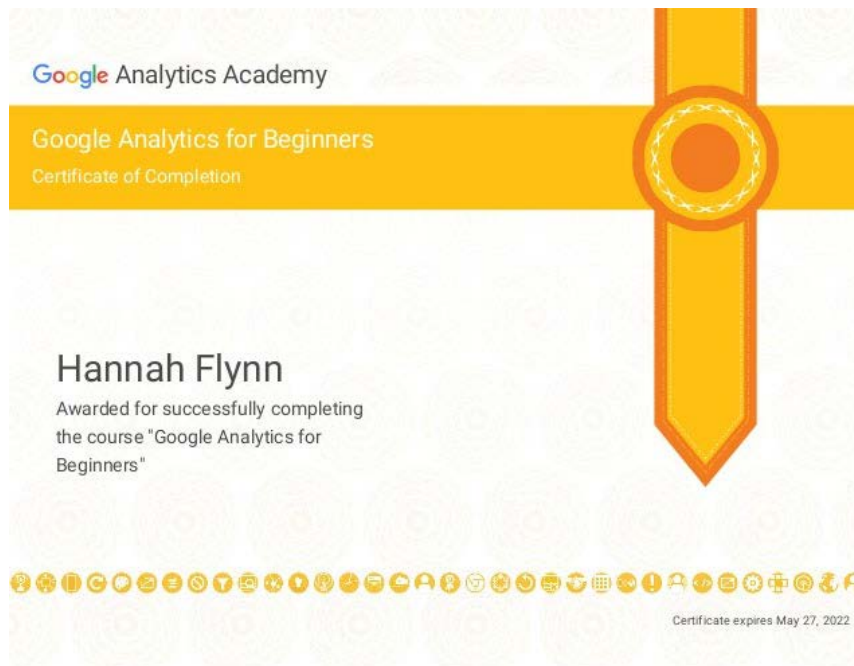 Google Analytics Academy
Google Analytics for Beginners
Certificate of Completion
Hannah Flynn
Awarded for successfully completing
the course "Google Analytics for
Beginners"
Certificate expires May 27, 2022